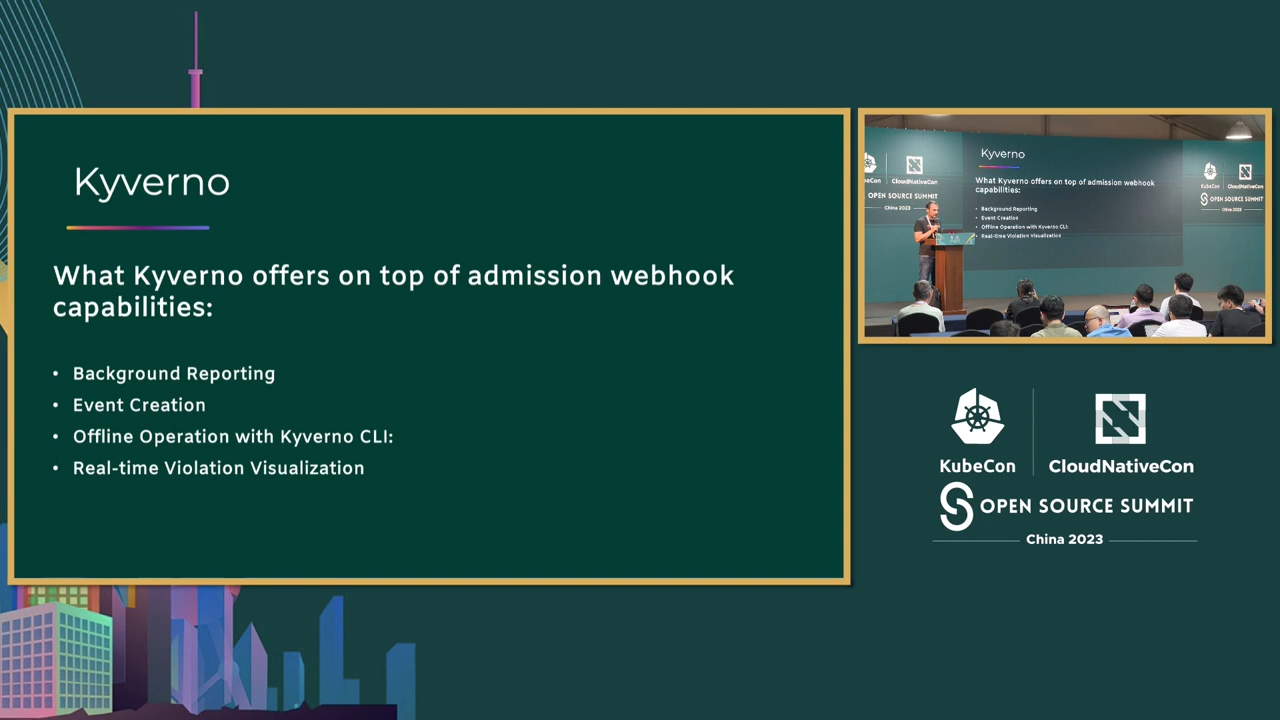 Kyverno
What Kyverno offers on top of admission webhook
capabilities:
• Background Reporting
• Event Creation
• Offline Operation with Kyverno CLI:
• Real-time Violation Visualization
Kyverno
What Kyverno offers on top of admission webhook
capabilities:
• Background Reporting
• Event Creation
• Offline Operation with Kyverno CLI:
• Real-time Violation Visualization
CloudNativeCon
OPEN SOURCE SUMMIT
China 2023
KubeCon CloudNativeCon
OPEN SOURCE SUMMIT
China 2023
KubeCon CloudNativeCon
OPEN SOURCE SUMMIT
China 2023